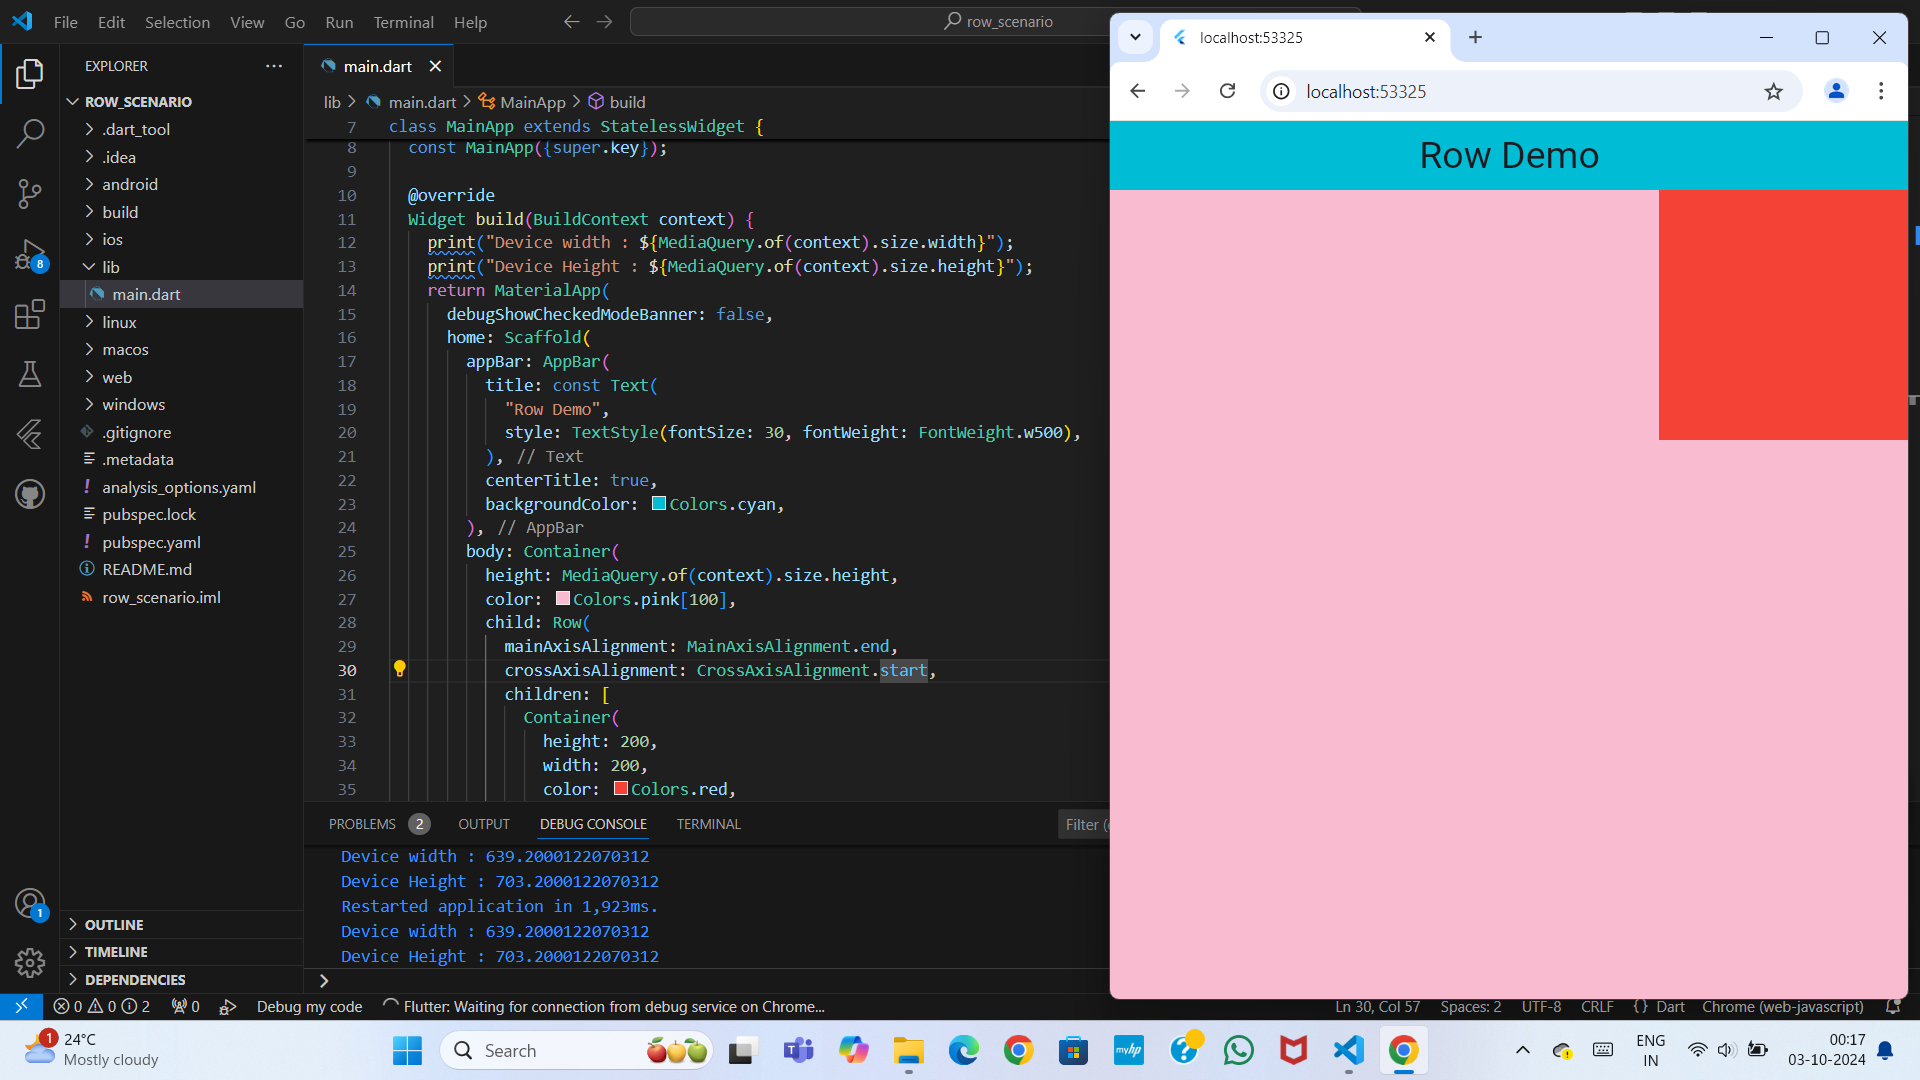 File Edit Selection View Go Run Terminal Help
row_scenario
EXPLORER
ROW_SCENARIO
.dart_tool
.idea
android
build
ios
lib
main.dart
linux
macos
web
windows
.gitignore
.metadata
analysis_options.yaml
pubspec.lock
pubspec.yaml
README.md
row_scenario.iml
OUTLINE
TIMELINE
DEPENDENCIES
8
1
main.dart
lib > main.dart > MainApp > build
7 class MainApp extends StatelessWidget {
8 const MainApp({super.key});
9
10 @override
11 Widget build(BuildContext context) {
12 print("Device width : ${MediaQuery.of(context).size.width}");
13 print("Device Height : ${MediaQuery.of(context).size.height}");
14 return MaterialApp(
15 debugShowCheckedModeBanner: false,
16 home: Scaffold(
17 appBar: AppBar(
18 title: const Text(
19 "Row Demo",
20 style: TextStyle(fontSize: 30, fontWeight: FontWeight.w500),
21 ), // Text
22 centerTitle: true,
23 backgroundColor: Colors.cyan,
24 ), // AppBar
25 body: Container(
26 height: MediaQuery.of(context).size.height,
27 color: Colors.pink[100],
28 child: Row(
29 mainAxisAlignment: MainAxisAlignment.end,
30 crossAxisAlignment: CrossAxisAlignment.start,
31 children: [
32 Container(
33 height: 200,
34 width: 200,
35 color: Colors.red,
PROBLEMS 2 OUTPUT DEBUG CONSOLE TERMINAL
Filter (
Device width : 639.2000122070312
Device Height : 703.2000122070312
Restarted application in 1,923ms.
Device width : 639.2000122070312
Device Height : 703.2000122070312
localhost:53325
localhost:53325
Row Demo
0 0 2 0 Debug my code Flutter: Waiting for connection from debug service on Chrome...
Ln 30, Col 57 Spaces: 2 UTF-8 CRLF {} Dart Chrome (web-javascript)
1
24°C
Mostly cloudy
Search
myhp
ENG
IN
00:17
03-10-2024